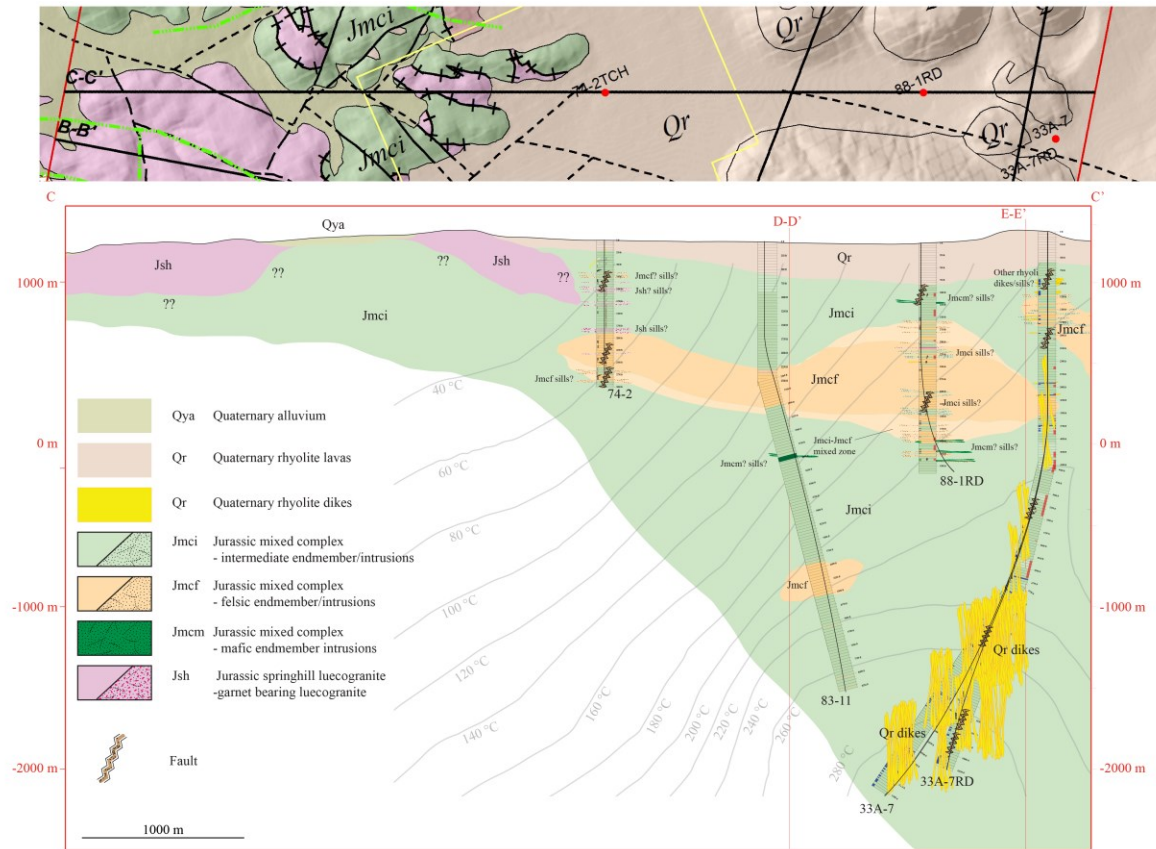 C-C'
B-B'
Jmci
Jmci
74-2TCH
Qr
Qr
88-1RD
Qr
33A-7
33A-7RD
C
C'
D-D'
E-E'
Qya
Jsh
??
??
Jsh
??
??
Qr
1000 m
1000 m
Jmci
Jmcf? sills?
Jsh? sills?
Jsh sills?
Jmcf sills?
74-2
Jmci
Jmcm? sills?
Other rhyoli
dikes/sills?
Jmcf
Jmci sills?
Jmcf
Jmci sills?
40 °C
0 m
0 m
Jmci-Jmcf
mixed zone
Jmcm? sills?
Jmcm? sills?
88-1RD
60 °C
Jmci
80 °C
Jmcf
100 °C
-1000 m
-1000 m
120 °C
140 °C
160 °C
180 °C
200 °C
220 °C
240 °C
260 °C
280 °C
Qr dikes
83-11
Qr dikes
-2000 m
-2000 m
33A-7RD
33A-7
Qya Quaternary alluvium
Qr Quaternary rhyolite lavas
Qr Quaternary rhyolite dikes
Jmci Jurassic mixed complex
- intermediate endmember/intrusions
Jmcf Jurassic mixed complex
- felsic endmember/intrusions
Jmcm Jurassic mixed complex
- mafic endmember intrusions
Jsh Jurassic springhill luecogranite
-garnet bearing luecogranite
Fault
1000 m